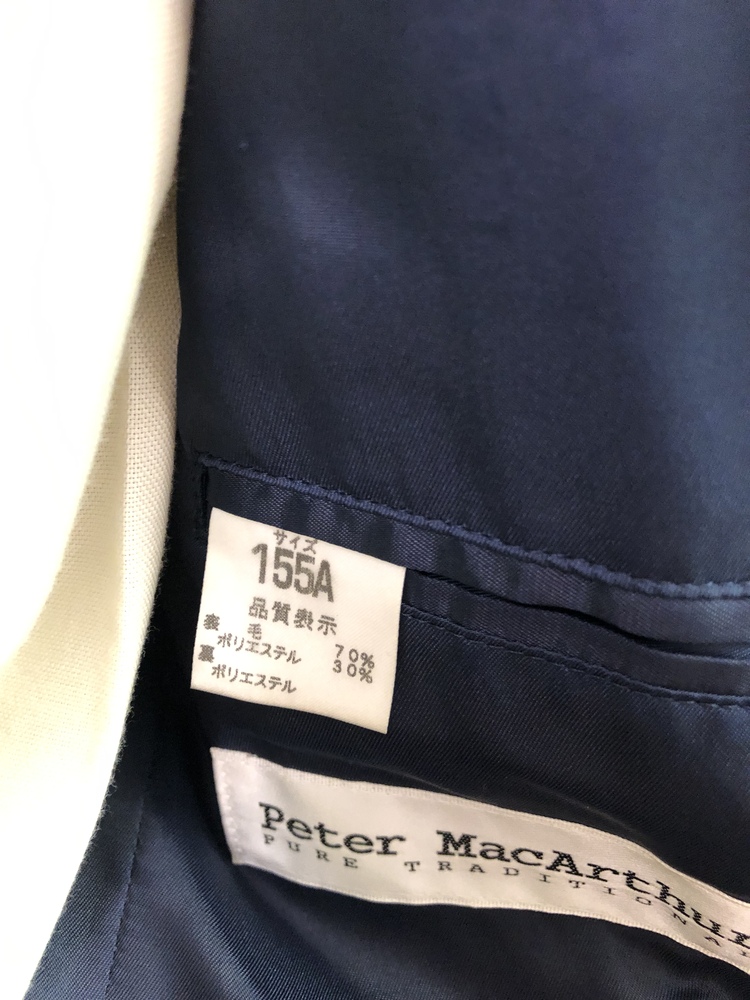 サイズ
155A
品質表示
表 毛 70%
ポリエステル 30%
裏 ポリエステル
Peter MacArthur
PURE TRADITIONAL